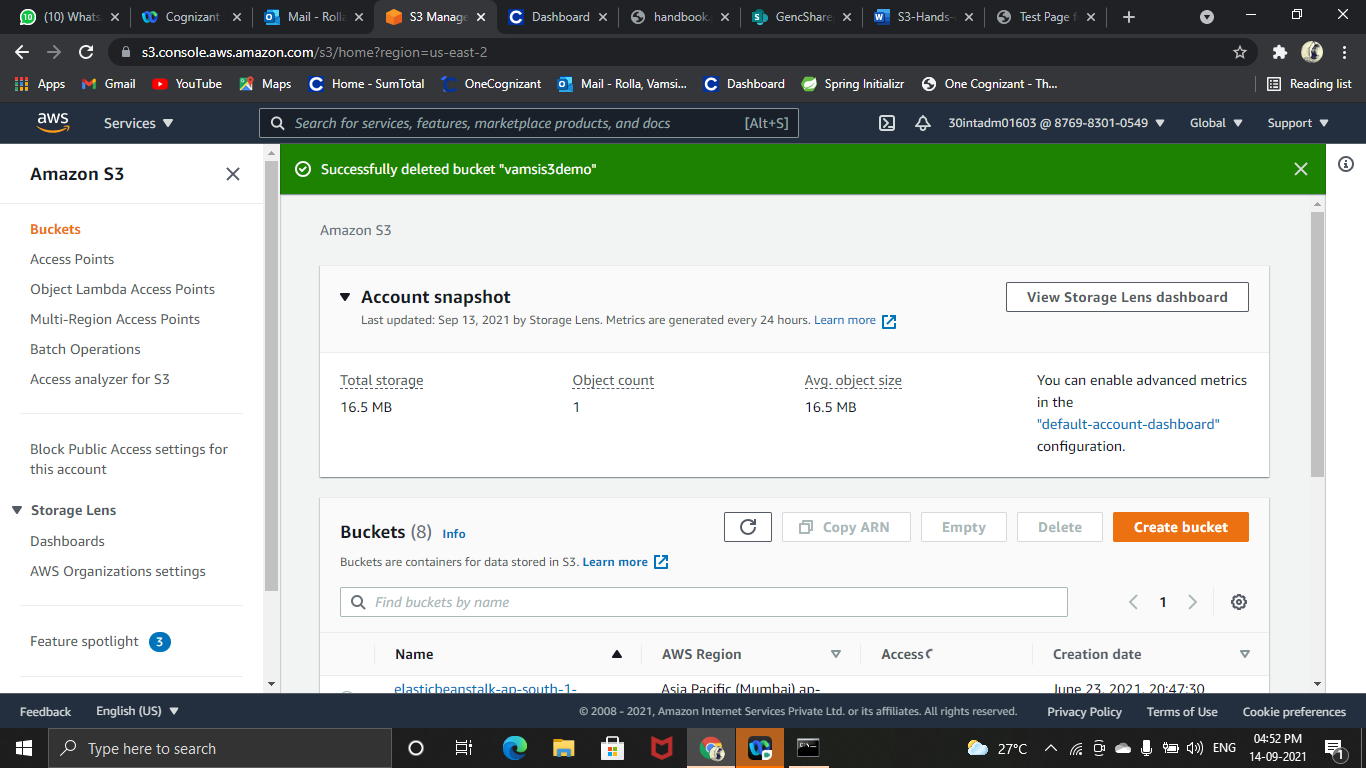 (10) Whats
Cognizant
Mail - Rolla
S3 Manage
Dashboard
handbook
GencShare
S3-Hands-
Test Page f
s3.console.aws.amazon.com/s3/home?region=us-east-2
Apps
Gmail
YouTube
Maps
Home - SumTotal
OneCognizant
Mail - Rolla, Vamsi...
Dashboard
Spring Initializr
One Cognizant - Th...
Reading list
aws
Services
Search for services, features, marketplace products, and docs
[Alt+S]
30intadm01603 @ 8769-8301-0549
Global
Support
Amazon S3
Successfully deleted bucket "vamsis3demo"
Buckets
Access Points
Object Lambda Access Points
Multi-Region Access Points
Batch Operations
Access analyzer for S3
Block Public Access settings for
this account
Storage Lens
Dashboards
AWS Organizations settings
Feature spotlight
3
Amazon S3
Account snapshot
View Storage Lens dashboard
Last updated: Sep 13, 2021 by Storage Lens. Metrics are generated every 24 hours. Learn more
Total storage
16.5 MB
Object count
1
Avg. object size
16.5 MB
You can enable advanced metrics
in the
"default-account-dashboard"
configuration.
Buckets (8)
Info
Copy ARN
Empty
Delete
Create bucket
Buckets are containers for data stored in S3. Learn more
Find buckets by name
1
Name
AWS Region
Access
Creation date
elasticbeanstalk-ap-south-1-
Asia Pacific (Mumbai) ap-
June 23, 2021, 20:47:30
Feedback
English (US)
© 2008 - 2021, Amazon Internet Services Private Ltd. or its affiliates. All rights reserved.
Privacy Policy
Terms of Use
Cookie preferences
Type here to search
27°C
ENG
04:52 PM
14-09-2021
1